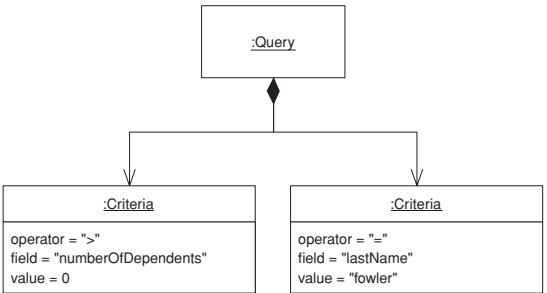 :Query
:Criteria
operator = ">"
field = "numberOfDependents"
value = 0
:Criteria
operator = "="
field = "lastName"
value = "fowler"